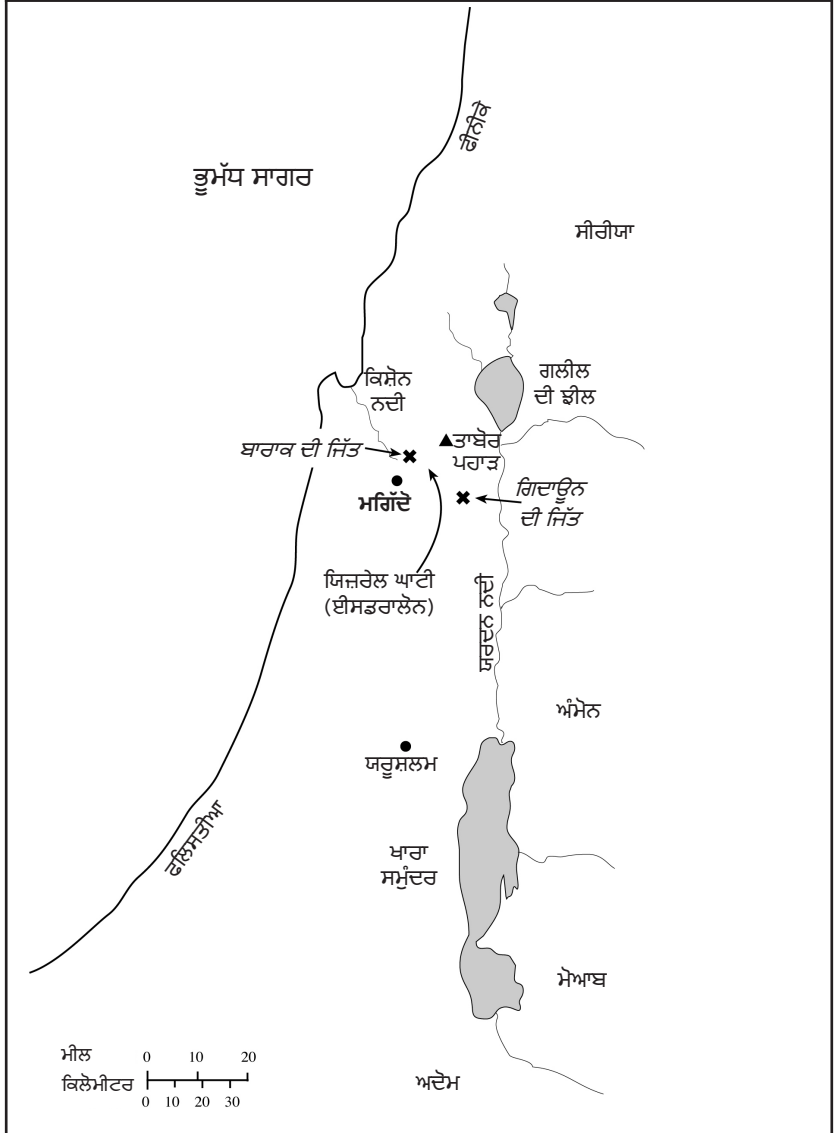 ਫੀਨੀਕੇ
ਭੂਮੱਧ ਸਾਗਰ
ਸੀਰੀਯਾ
ਗਲੀਲ
ਦੀ ਝੀਲ
ਕਿਸ਼ੋਨ
ਨਦੀ
ਤਾਬੋਰ
ਪਹਾੜ
ਬਾਰਾਕ ਦੀ ਜਿੱਤ
ਮਗਿੱਦੋ
ਗਿਦਾਊਨ
ਦੀ ਜਿੱਤ
ਯਿਜ਼ਰੇਲ ਘਾਟੀ
(ਈਸਡਰਾਲੋਨ)
ਯਰਦਨ ਨਦੀ
ਅੰਮੋਨ
ਯਰੂਸ਼ਲਮ
ਫਲਿਸਤੀਆ
ਖਾਰਾ
ਸਮੁੰਦਰ
ਮੋਆਬ
ਅਦੋਮ
ਮੀਲ 0 10 20
ਕਿਲੋਮੀਟਰ
0 10 20 30